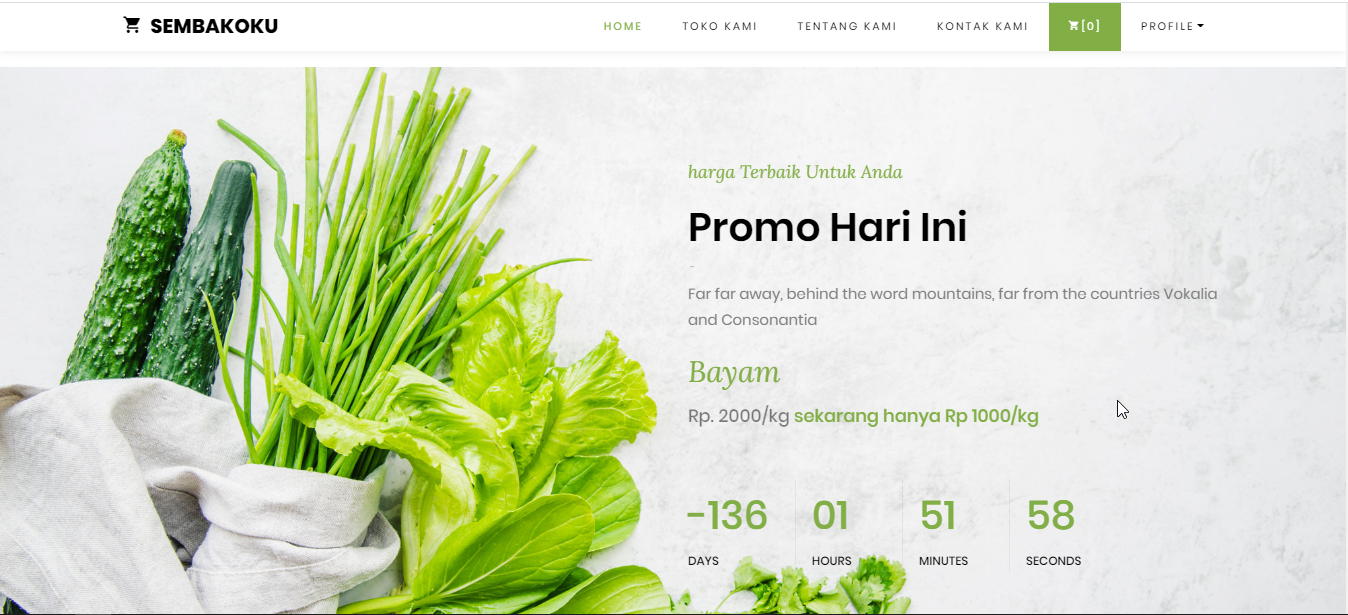 SEMBAKOKU
HOME TOKO KAMI TENTANG KAMI KONTAK KAMI [0] PROFILE
harga Terbaik Untuk Anda
Promo Hari Ini
-
Far far away, behind the word mountains, far from the countries Vokalia
and Consonantia
Bayam
Rp. 2000/kg sekarang hanya Rp 1000/kg
-136 01 51 58
DAYS HOURS MINUTES SECONDS